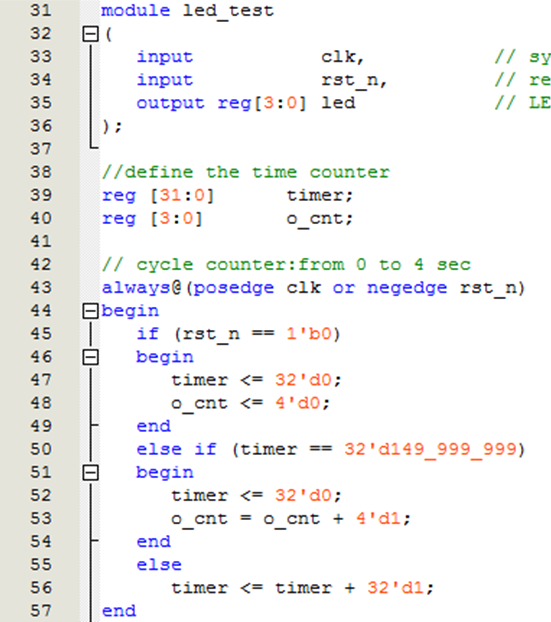 31 module led_test
32 (
33 input clk, // sy
34 input rst_n, // re
35 output reg[3:0] led // LE
36 );
37
38 //define the time counter
39 reg [31:0] timer;
40 reg [3:0] o_cnt;
41
42 // cycle counter:from 0 to 4 sec
43 always@(posedge clk or negedge rst_n)
44 begin
45 if (rst_n == 1'b0)
46 begin
47 timer <= 32'd0;
48 o_cnt <= 4'd0;
49 end
50 else if (timer == 32'd149_999_999)
51 begin
52 timer <= 32'd0;
53 o_cnt = o_cnt + 4'd1;
54 end
55 else
56 timer <= timer + 32'd1;
57 end